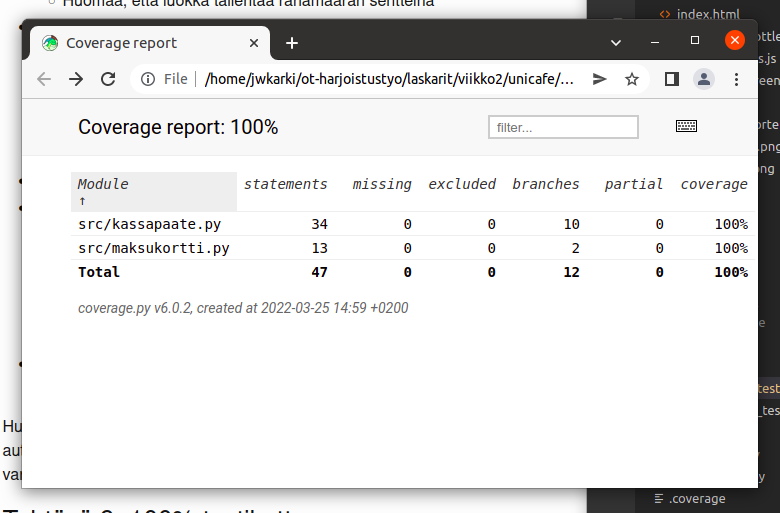 Huomaa, että luokka tallentaa rahamäärän sentteinä
index.html
Coverage report
File
/home/jwkarki/ot-harjoistustyo/laskarit/viikko2/unicafe/...
Coverage report: 100%
filter...
Module statements missing excluded branches partial coverage
↑
src/kassapaate.py 34 0 0 10 0 100%
src/maksukortti.py 13 0 0 2 0 100%
Total 47 0 0 12 0 100%
coverage.py v6.0.2, created at 2022-03-25 14:59 +0200
.coverage